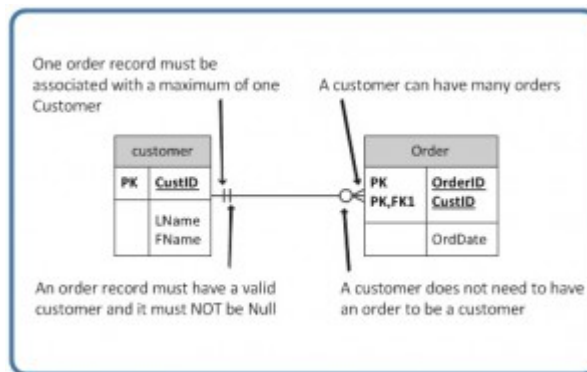 One order record must be
associated with a maximum of one
Customer
A customer can have many orders
customer
PK CustID
LName
FName
Order
PK OrderID
PK,FK1 CustID
OrdDate
An order record must have a valid
customer and it must NOT be Null
A customer does not need to have
an order to be a customer